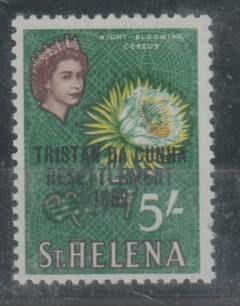 NIGHT-BLOOMING
CEREUS
TRISTAN DA CUNHA
RESETTLEMENT
1963
5/-
ST. HELENA